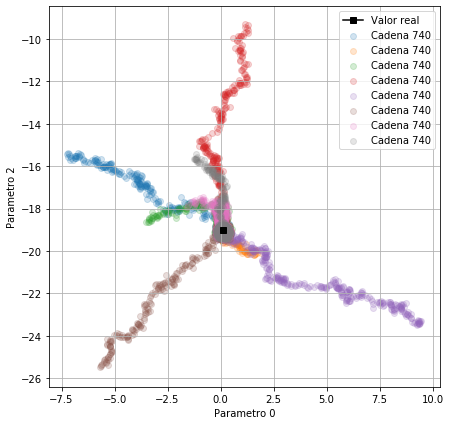 Valor real
Cadena 740
Cadena 740
Cadena 740
Cadena 740
Cadena 740
Cadena 740
Cadena 740
Cadena 740
−10
−12
−14
−16
−18
−20
−22
−24
−26
Parametro 2
−7.5 −5.0 −2.5 0.0 2.5 5.0 7.5 10.0
Parametro 0